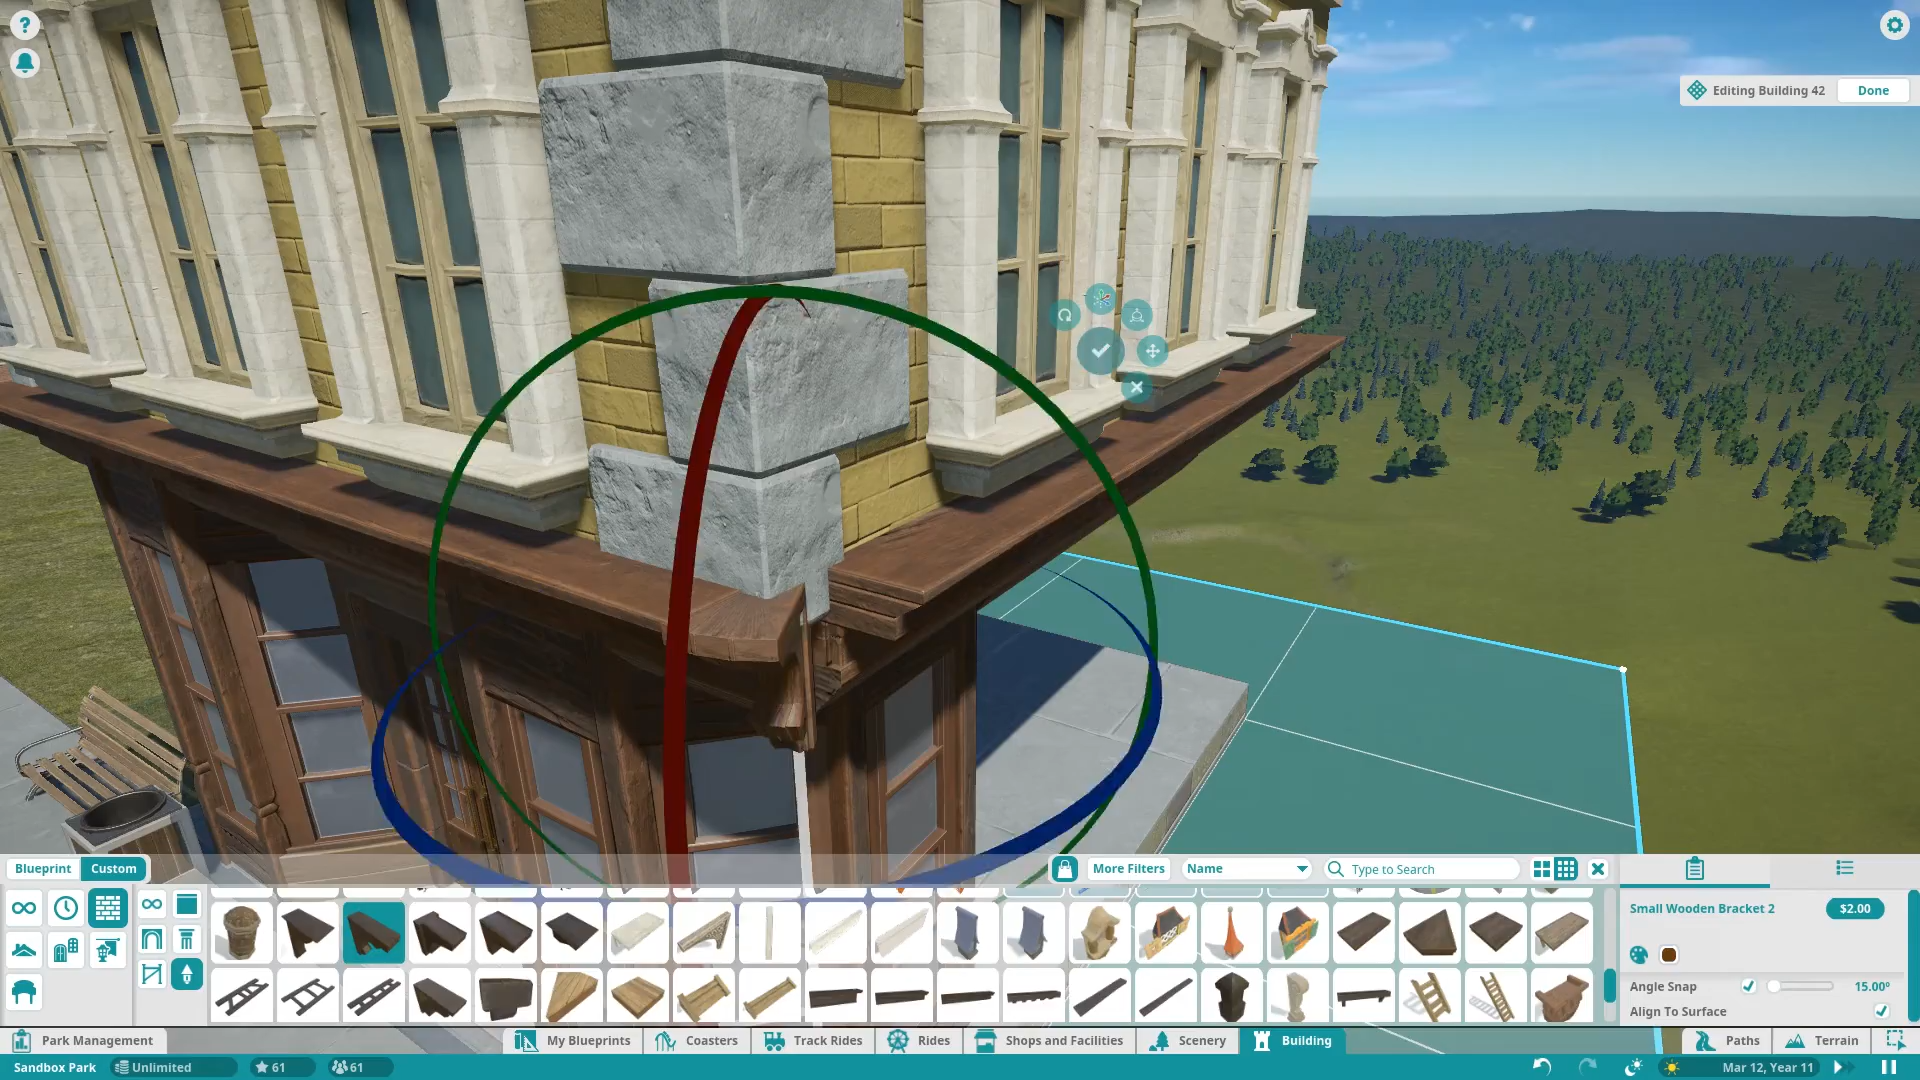 ?
Editing Building 42
Done
Blueprint
Custom
More Filters
Name
Type to Search
Small Wooden Bracket 2
$2.00
Angle Snap
15.00°
Align To Surface
Park Management
My Blueprints
Coasters
Track Rides
Rides
Shops and Facilities
Scenery
Building
Paths
Terrain
Sandbox Park
Unlimited
61
61
Mar 12, Year 11